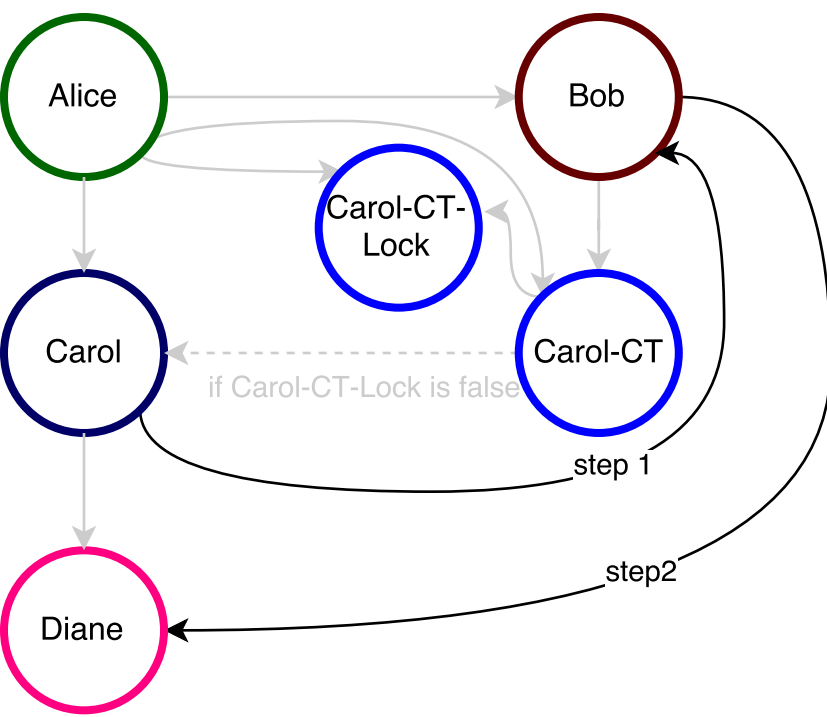 Alice
Bob
Carol-CT-
Lock
Carol
Carol-CT
if Carol-CT-Lock is false
step 1
step2
Diane